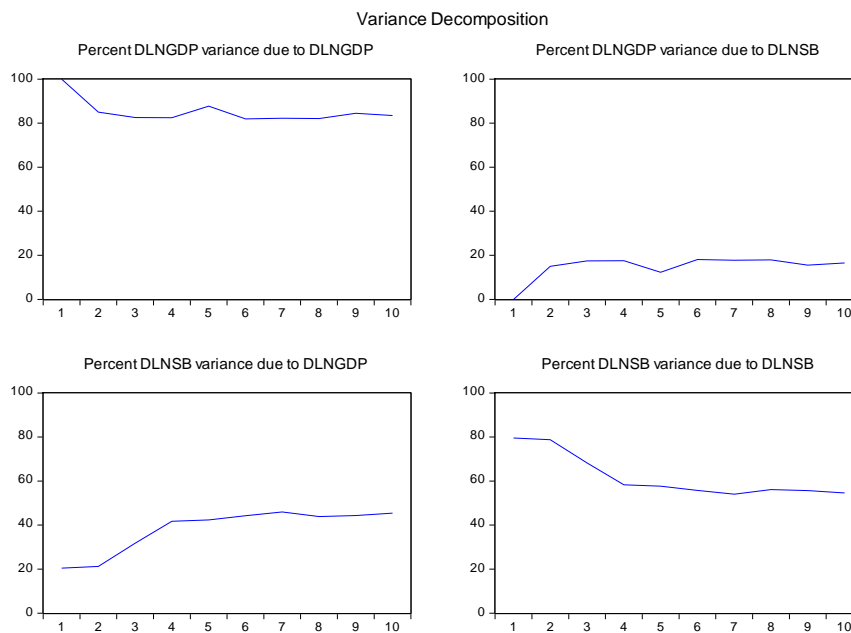 Variance Decomposition
Percent DLNGDP variance due to DLNGDP
100
80
60
40
20
0
1 2 3 4 5 6 7 8 9 10
Percent DLNGDP variance due to DLNSB
100
80
60
40
20
0
1 2 3 4 5 6 7 8 9 10
Percent DLNSB variance due to DLNGDP
100
80
60
40
20
0
1 2 3 4 5 6 7 8 9 10
Percent DLNSB variance due to DLNSB
100
80
60
40
20
0
1 2 3 4 5 6 7 8 9 10